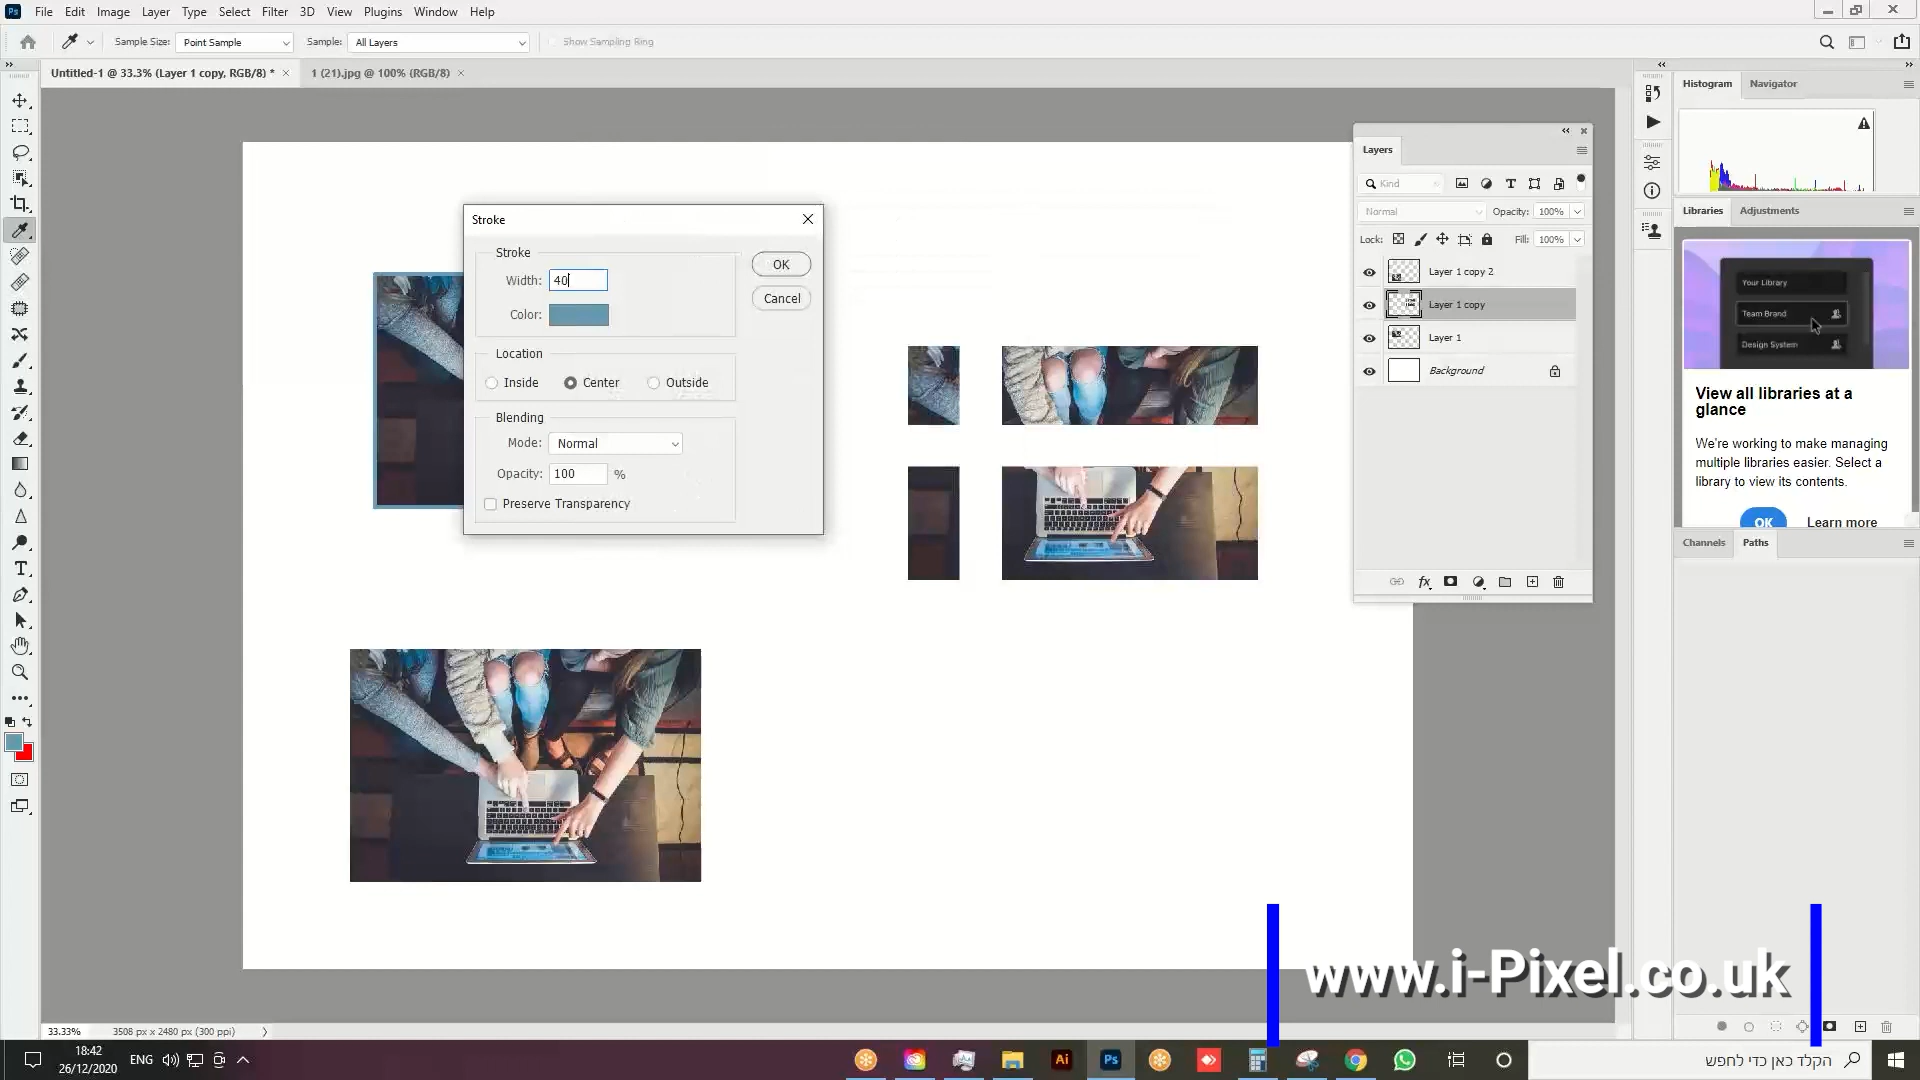 Ps File Edit Image Layer Type Select Filter 3D View Plugins Window Help
Sample Size: Point Sample Sample: All Layers Show Sampling Ring
Untitled-1 @ 33.3% (Layer 1 copy, RGB/8) * × 1 (21).jpg @ 100% (RGB/8) ×
Histogram Navigator
Stroke
Stroke
Width: 40
Color:
OK
Cancel
Location
Inside Center Outside
Blending
Mode: Normal
Opacity: 100 %
Preserve Transparency
Layers
Kind
Normal Opacity: 100%
Lock: Fill: 100%
Layer 1 copy 2
Layer 1 copy
Layer 1
Background
fx
Libraries Adjustments
Your Library
Team Brand
Design System
View all libraries at a
glance
We're working to make managing
multiple libraries easier. Select a
library to view its contents.
OK Learn more
Channels Paths
www.i-Pixel.co.uk
33.33% 3508 px x 2480 px (300 ppi)
18:42
26/12/2020
ENG
Ai Ps
הקלד כאן כדי לחפש